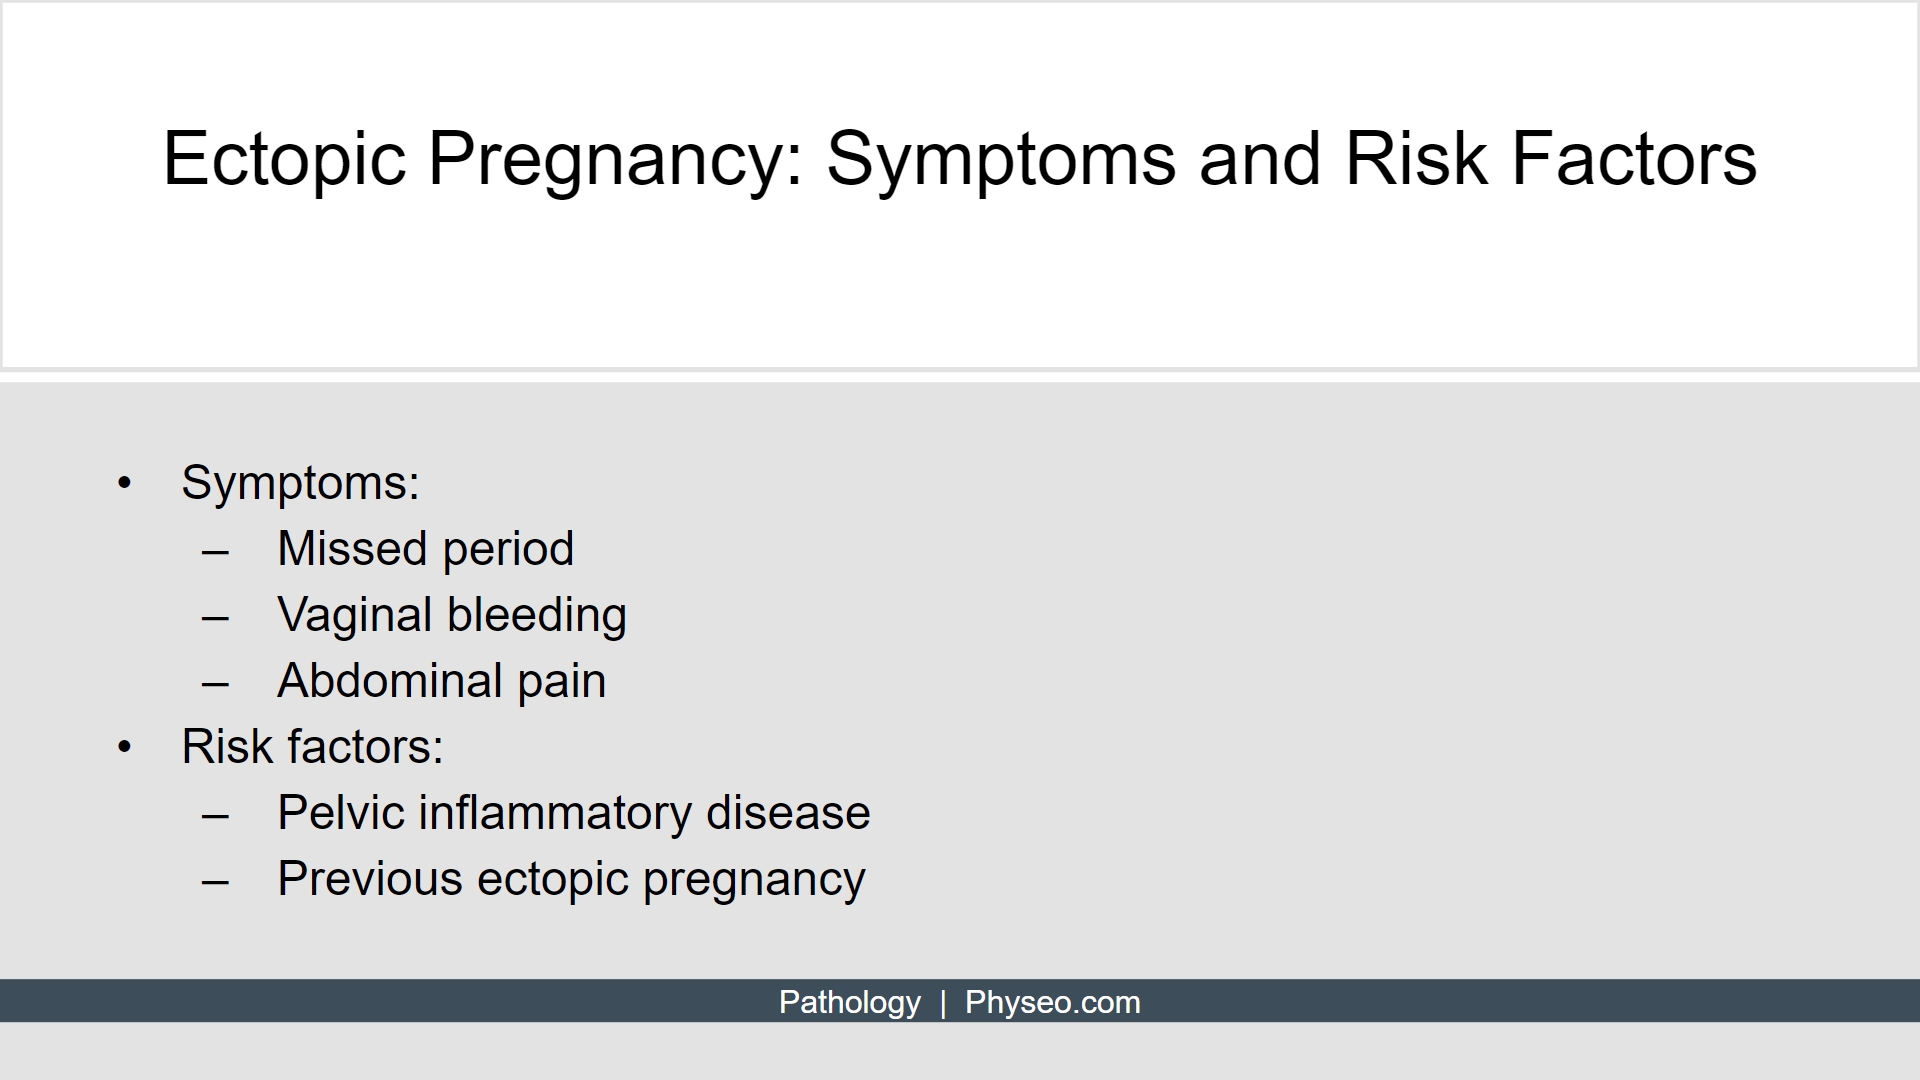 Ectopic Pregnancy: Symptoms and Risk Factors
• Symptoms:
– Missed period
– Vaginal bleeding
– Abdominal pain
• Risk factors:
– Pelvic inflammatory disease
– Previous ectopic pregnancy
Pathology | Physeo.com